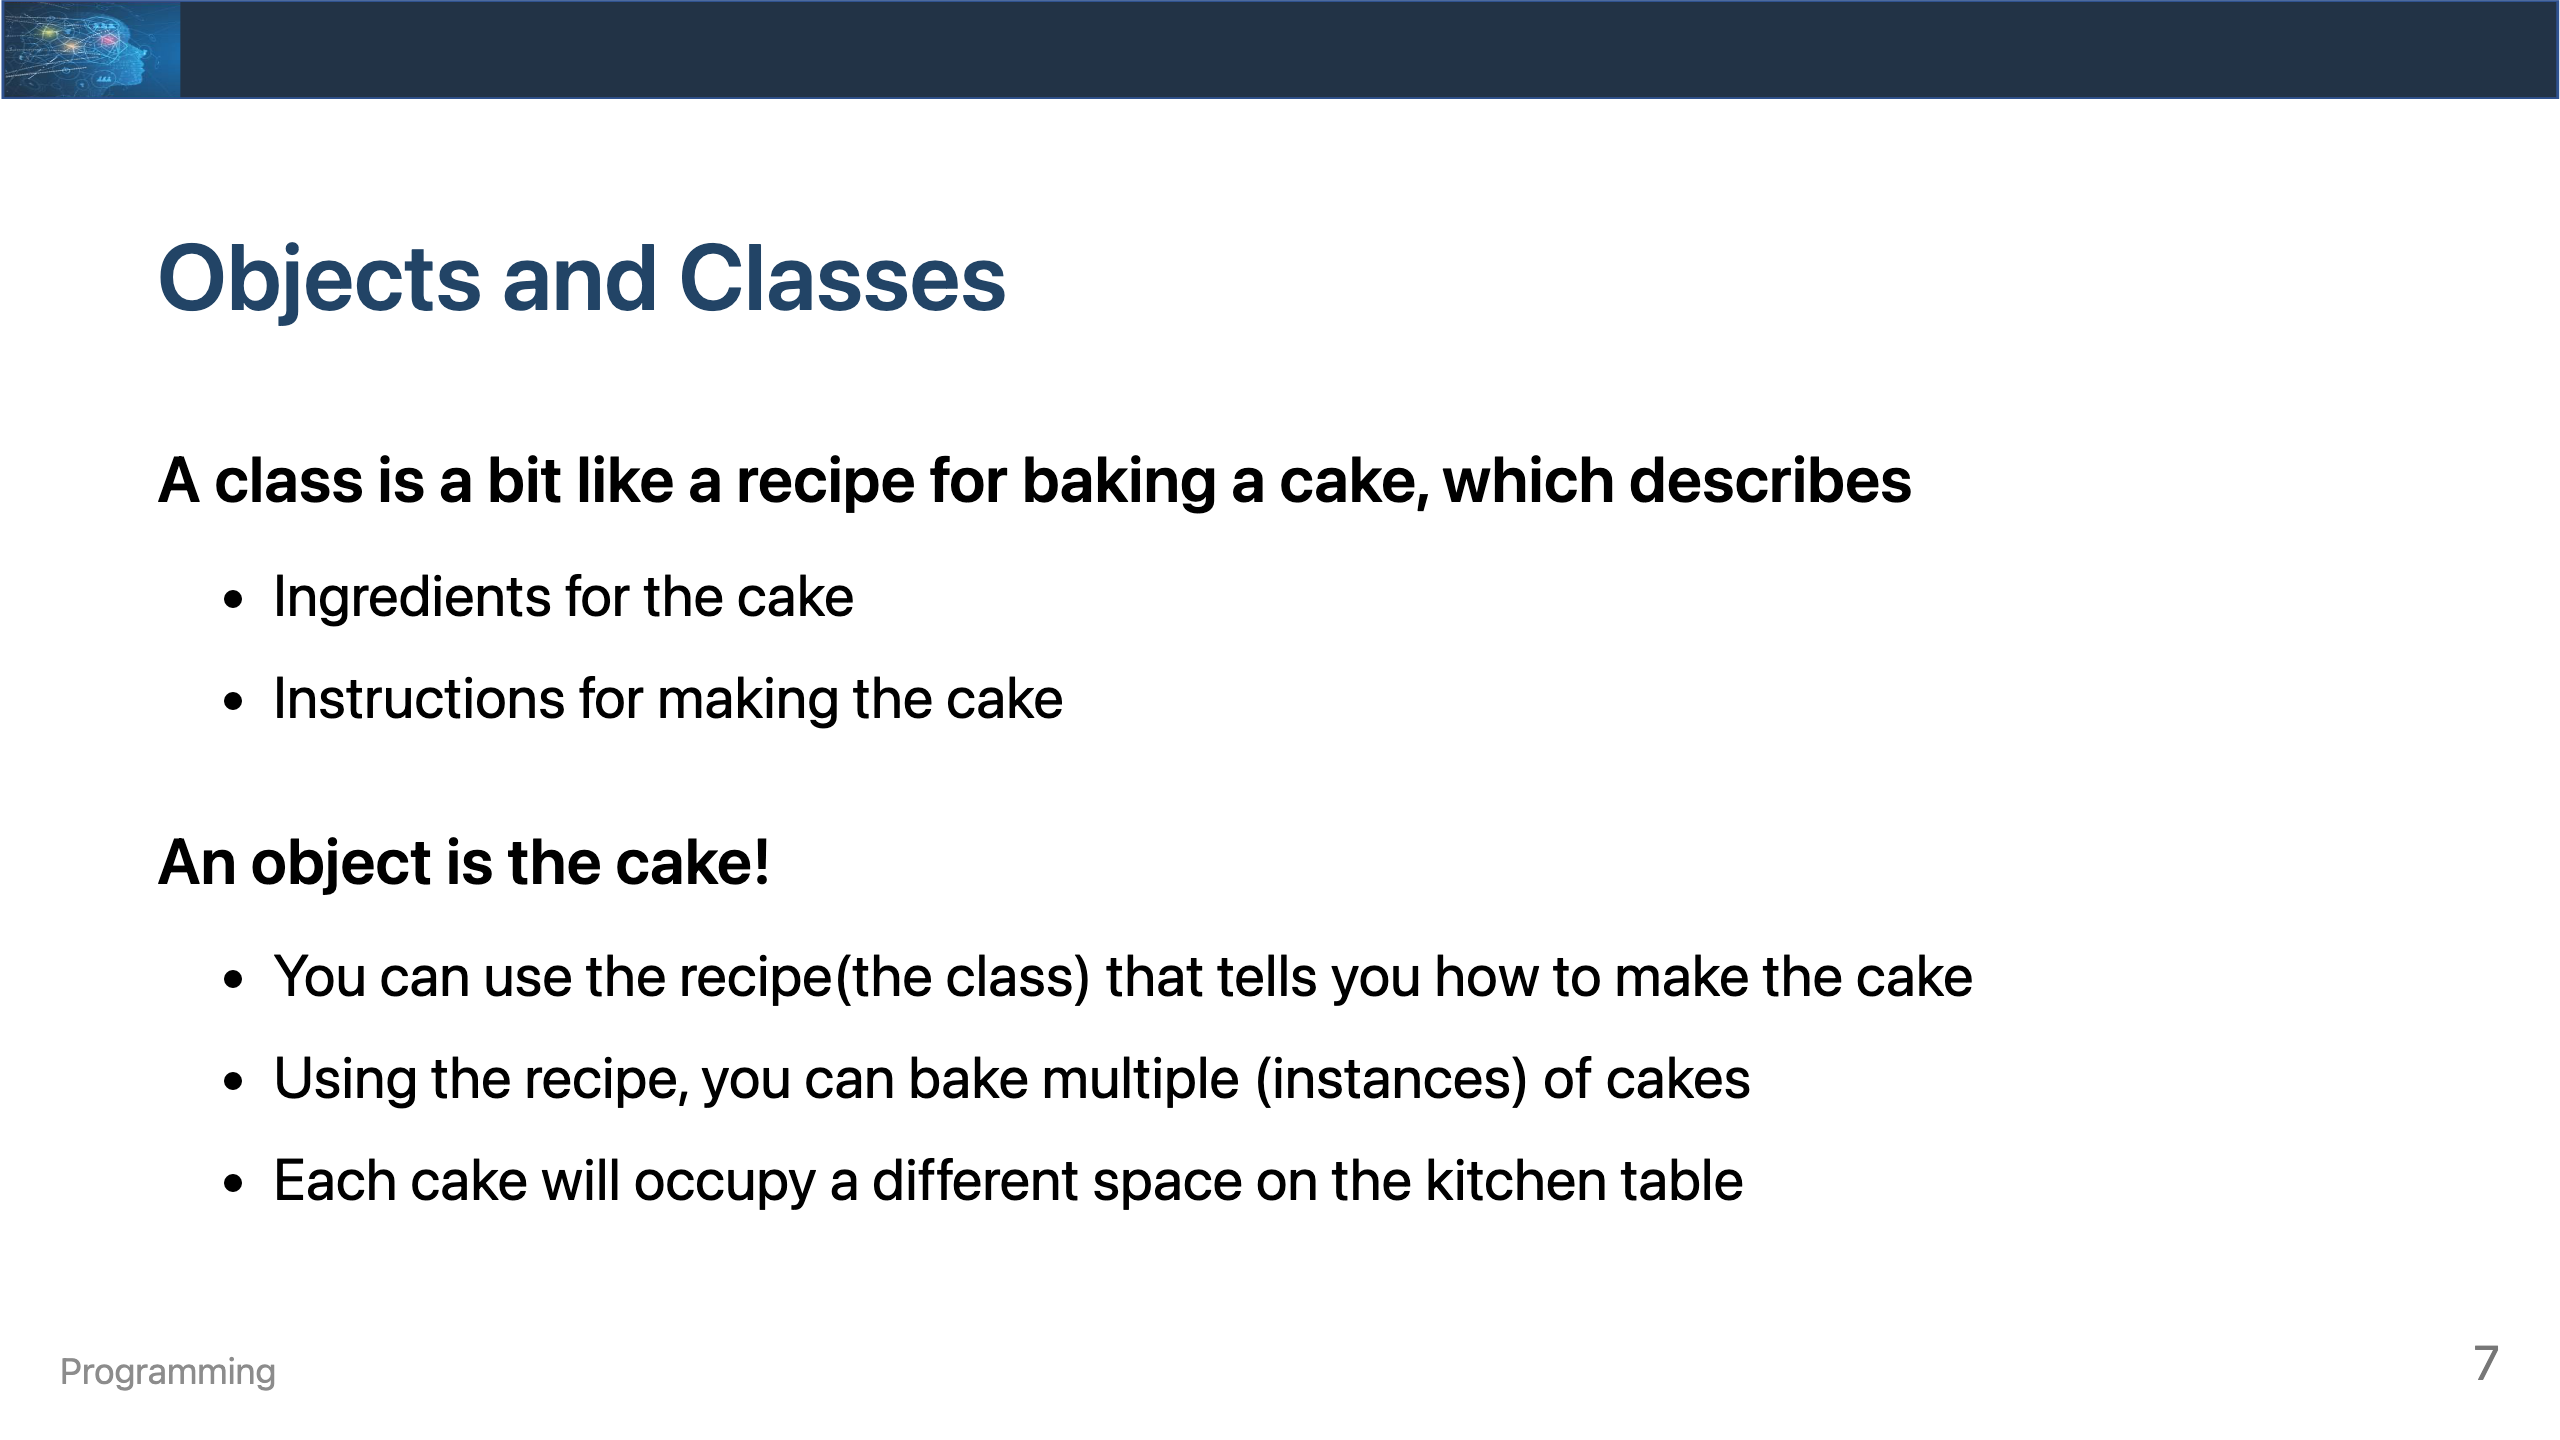 Objects and Classes
A class is a bit like a recipe for baking a cake, which describes
• Ingredients for the cake
• Instructions for making the cake
An object is the cake!
• You can use the recipe(the class) that tells you how to make the cake
• Using the recipe, you can bake multiple (instances) of cakes
• Each cake will occupy a different space on the kitchen table
Programming
7